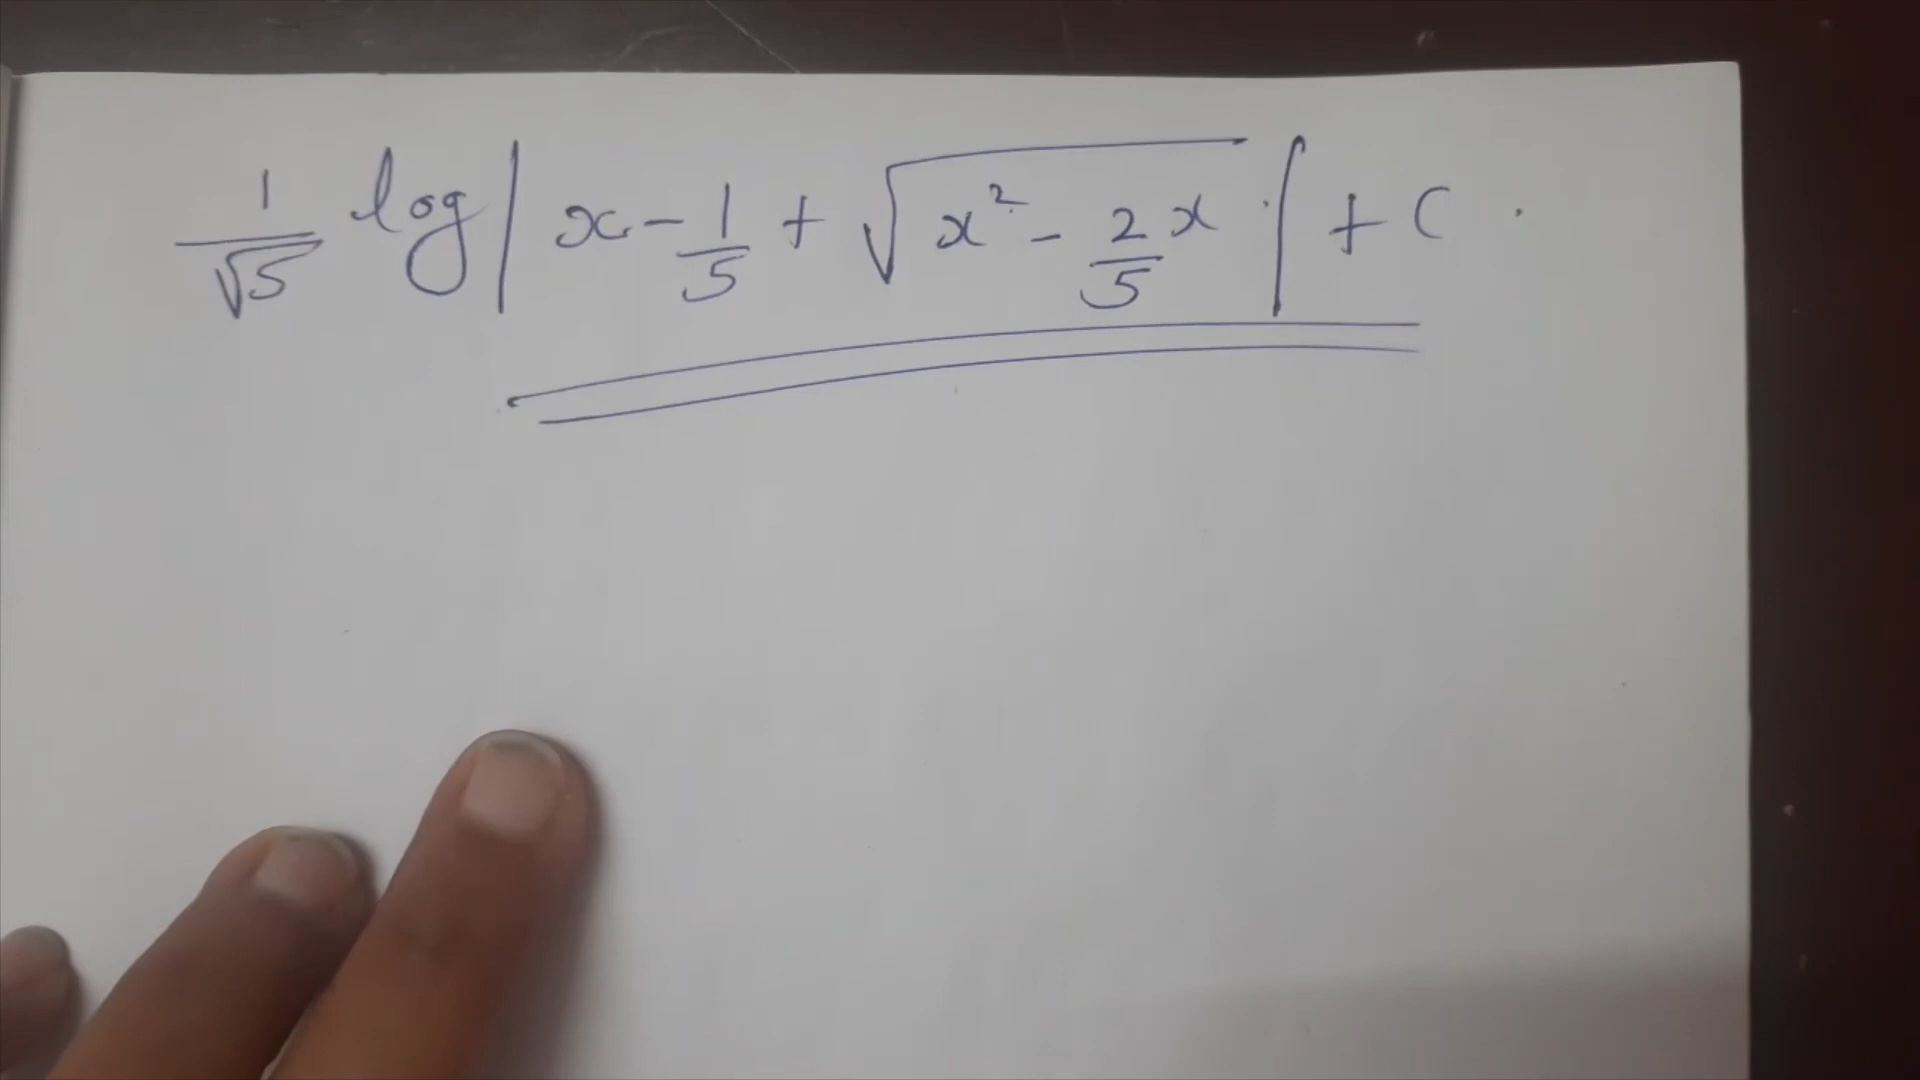 1/√5 log | x - 1/5 + √(x² - 2/5 x) | + C .